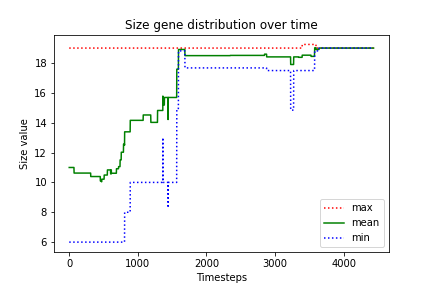 Size gene distribution over time
Size value
18
16
14
12
10
8
6
0
1000
2000
3000
4000
Timesteps
max
mean
min